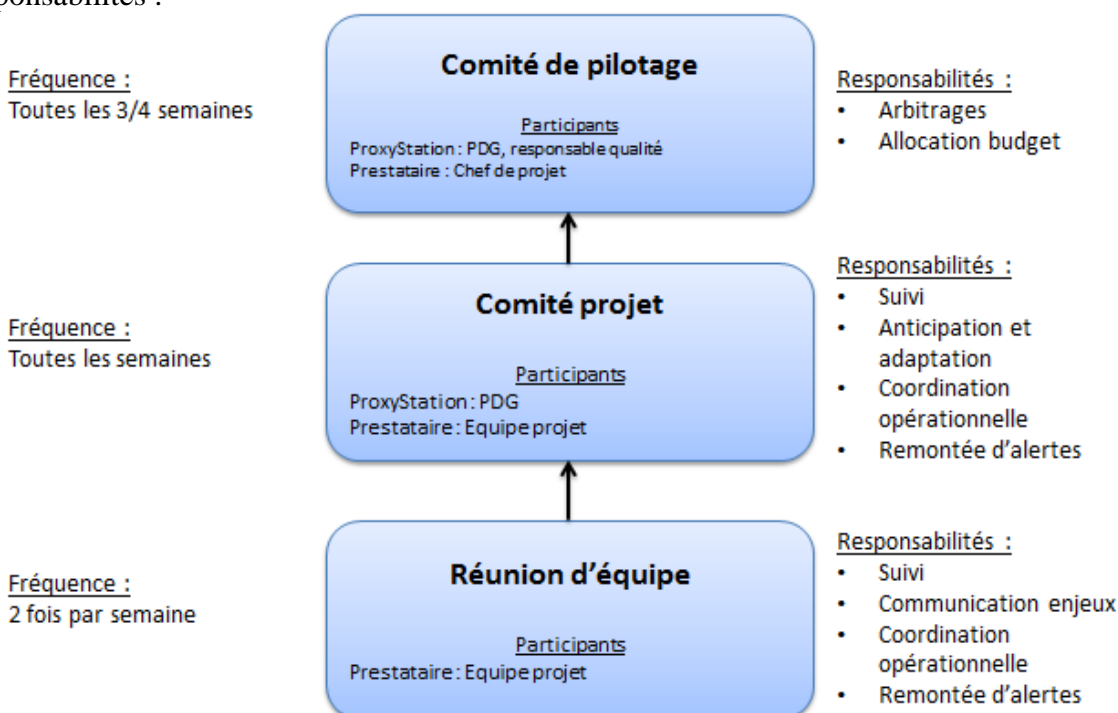 Comité de pilotage
Fréquence :
Toutes les 3/4 semaines
Participants
ProxyStation : PDG, responsable qualité
Prestataire : Chef de projet
Responsabilités :
• Arbitrages
• Allocation budget
Comité projet
Fréquence :
Toutes les semaines
Participants
ProxyStation : PDG
Prestataire : Equipe projet
Responsabilités :
• Suivi
• Anticipation et
adaptation
• Coordination
opérationnelle
• Remontée d’alertes
Réunion d’équipe
Fréquence :
2 fois par semaine
Participants
Prestataire : Equipe projet
Responsabilités :
• Suivi
• Communication enjeux
• Coordination
opérationnelle
• Remontée d’alertes